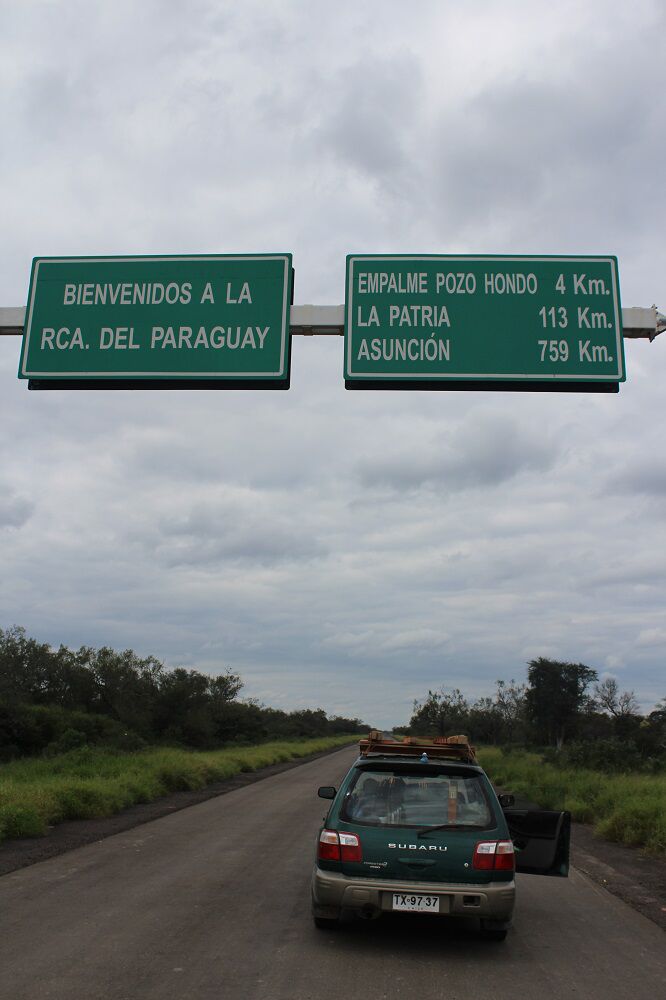 BIENVENIDOS A LA
RCA. DEL PARAGUAY
EMPALME POZO HONDO 4 Km.
LA PATRIA 113 Km.
ASUNCIÓN 759 Km.
SUBARU
TX·97·37